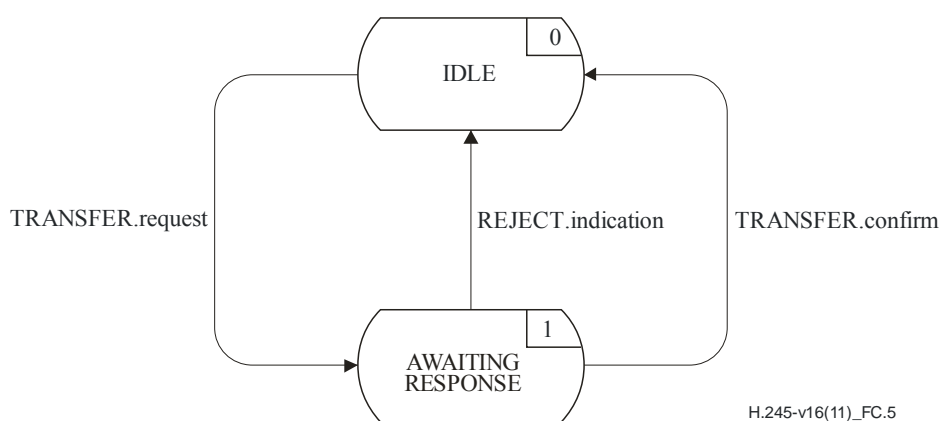 0
IDLE
TRANSFER.request
REJECT.indication
TRANSFER.confirm
1
AWAITING
RESPONSE
H.245-v16(11)_FC.5